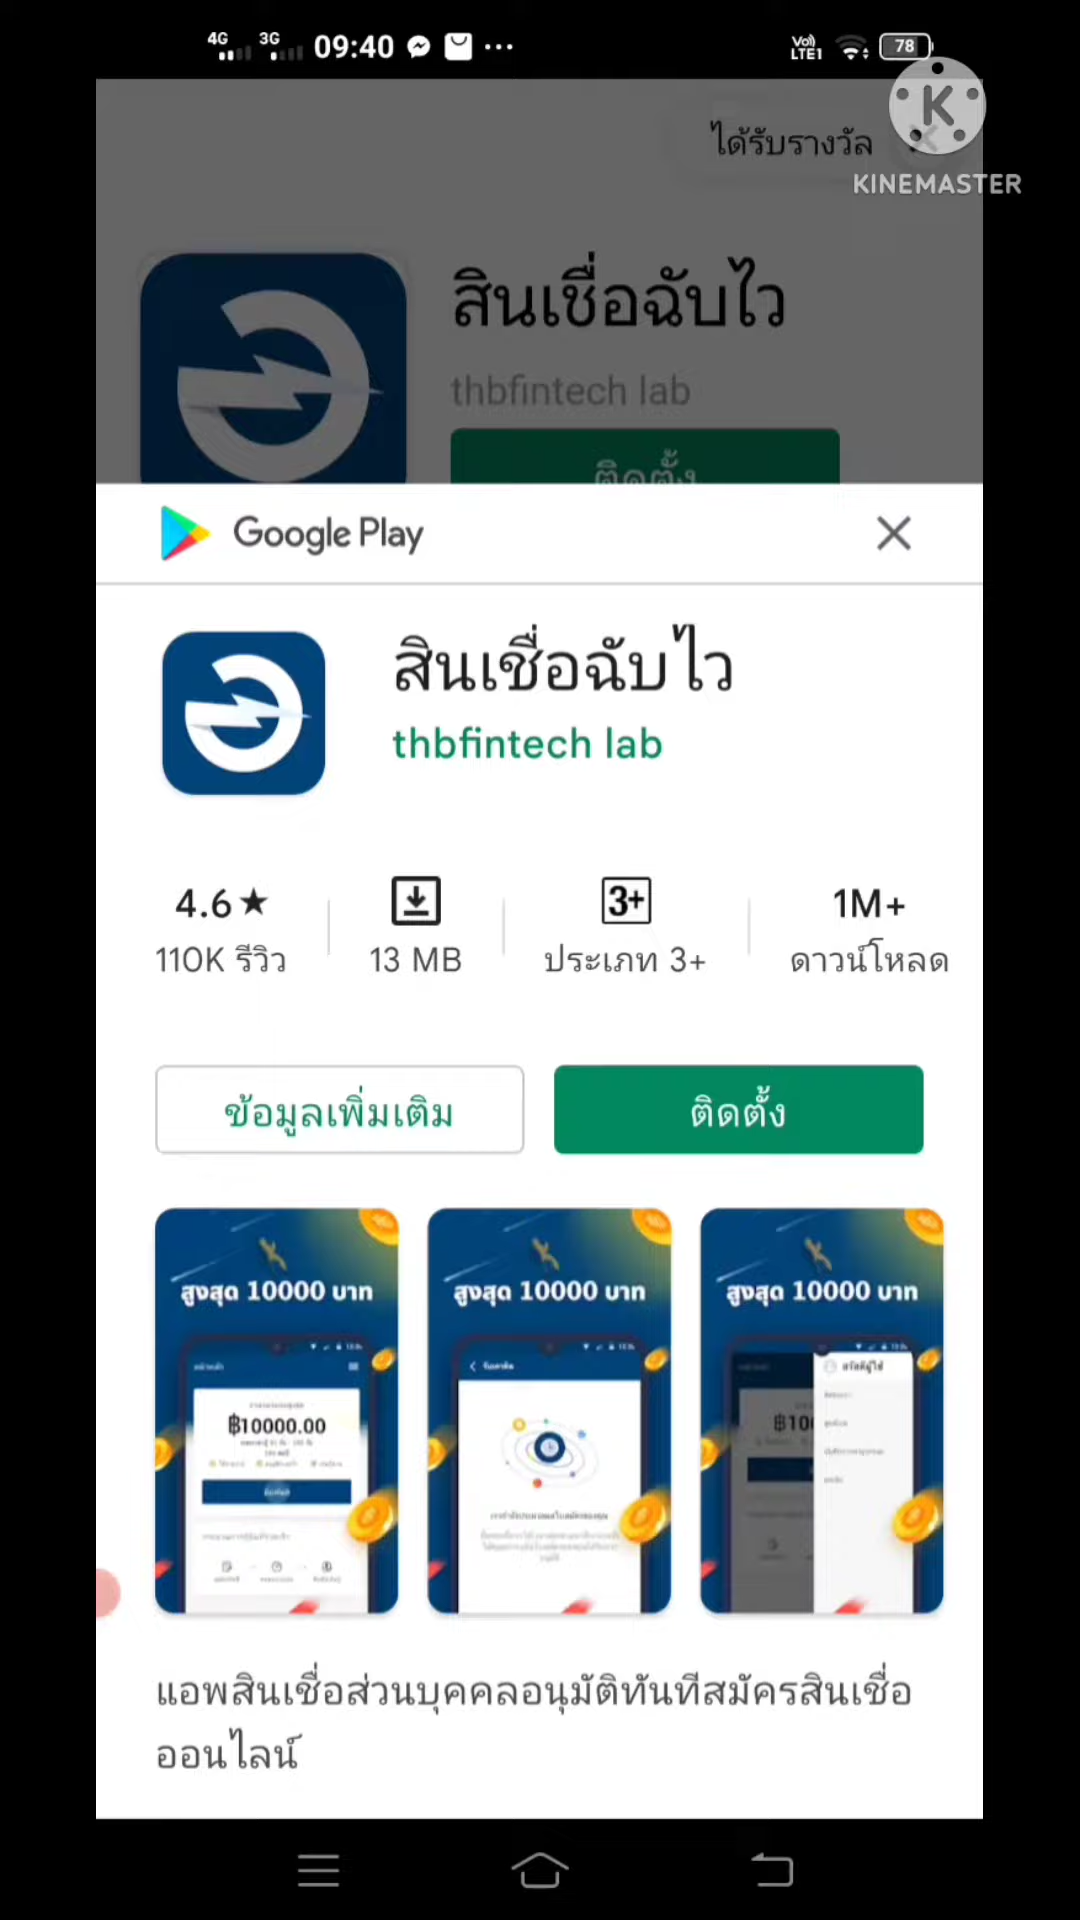 4G 3G 09:40 Vo)) LTE1 78
ได้รับรางวัล
KINEMASTER
สินเชื่อฉับไว
thbfintech lab
ติดตั้ง
Google Play
สินเชื่อฉับไว
thbfintech lab
4.6★ 3+ 1M+
110K รีวิว 13 MB ประเภท 3+ ดาวน์โหลด
ข้อมูลเพิ่มเติม ติดตั้ง
สูงสุด 10000 บาท สูงสุด 10000 บาท สูงสุด 10000 บาท
฿10000.00
แอพสินเชื่อส่วนบุคคลอนุมัติทันทีสมัครสินเชื่อ
ออนไลน์